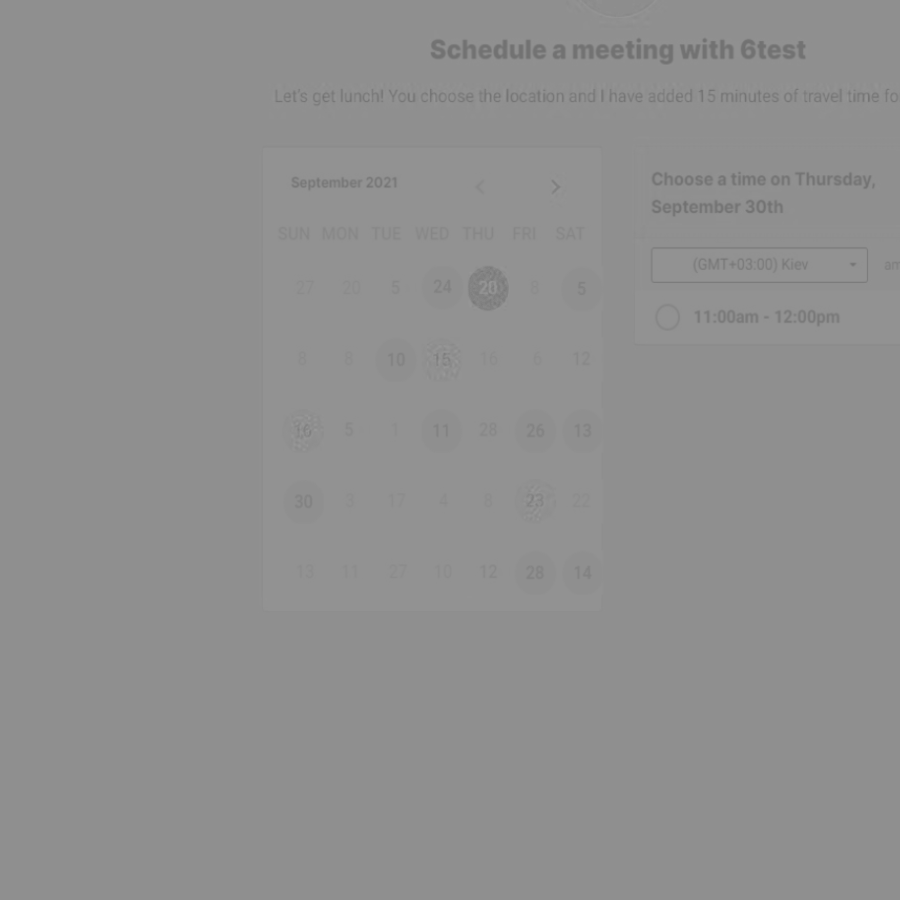 Schedule a meeting with 6test
Let's get lunch! You choose the location and I have added 15 minutes of travel time fo
September 2021
SUN MON TUE WED THU FRI SAT
27 20 5 24 20 8 5
8 8 10 15 16 6 12
16 5 1 11 28 26 13
30 3 17 4 8 23 22
13 11 27 10 12 28 14
Choose a time on Thursday,
September 30th
(GMT+03:00) Kiev am
11:00am - 12:00pm